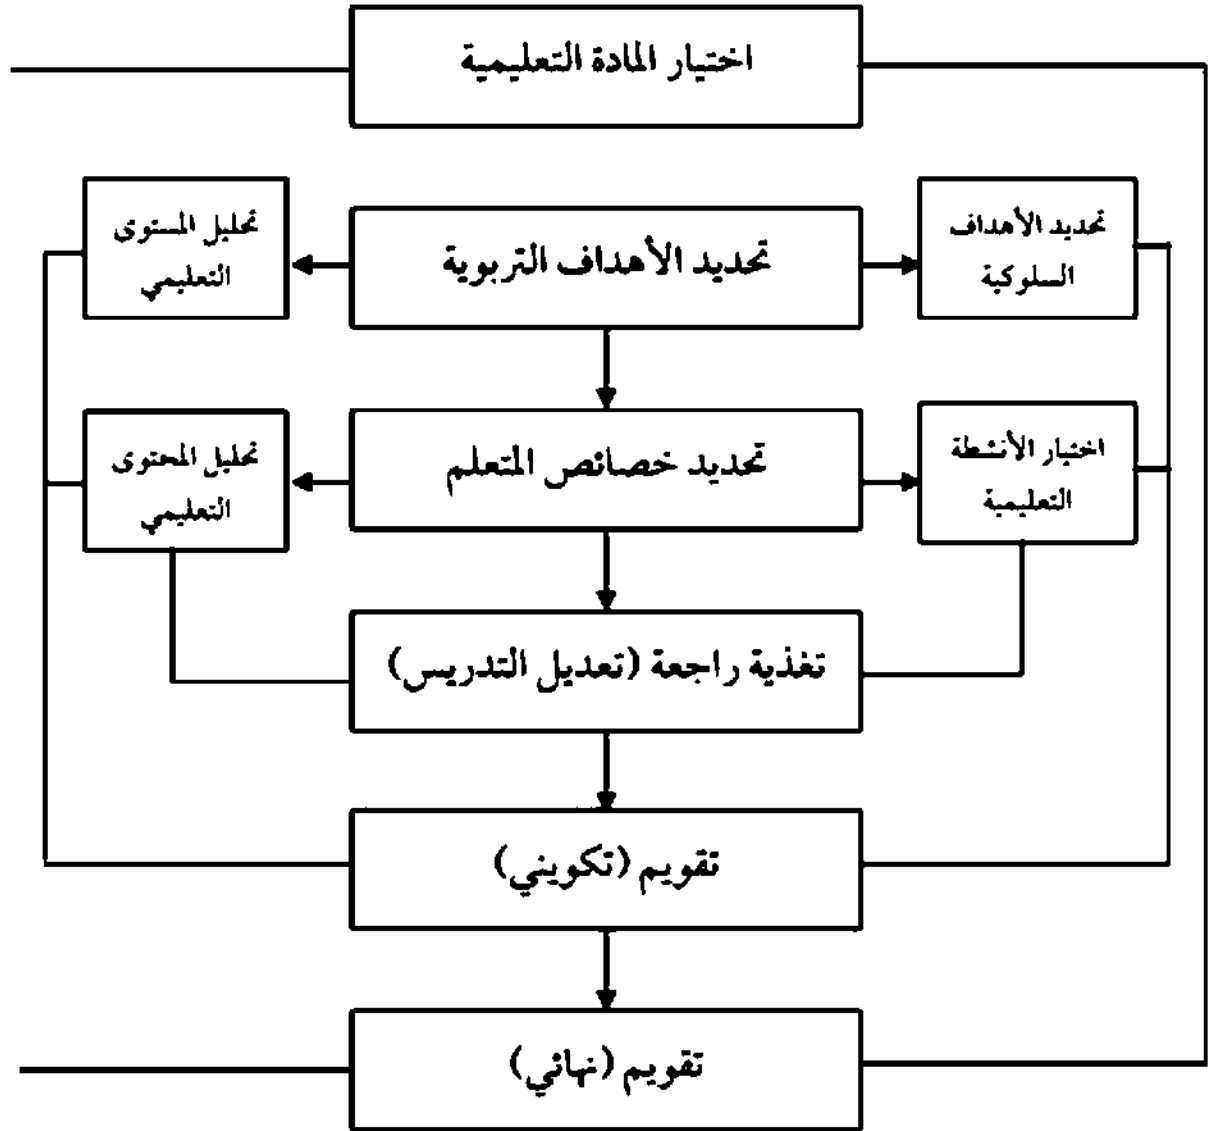 اختيار المادة التعليمية
تحديد الأهداف
السلوكية
تحديد الأهداف التربوية
تحليل المستوى
التعليمي
اختيار الأنشطة
التعليمية
تحديد خصائص المتعلم
تحليل المحتوى
التعليمي
تغذية راجعة (تعديل التدريس)
تقويم (تكويني)
تقويم (نهائي)